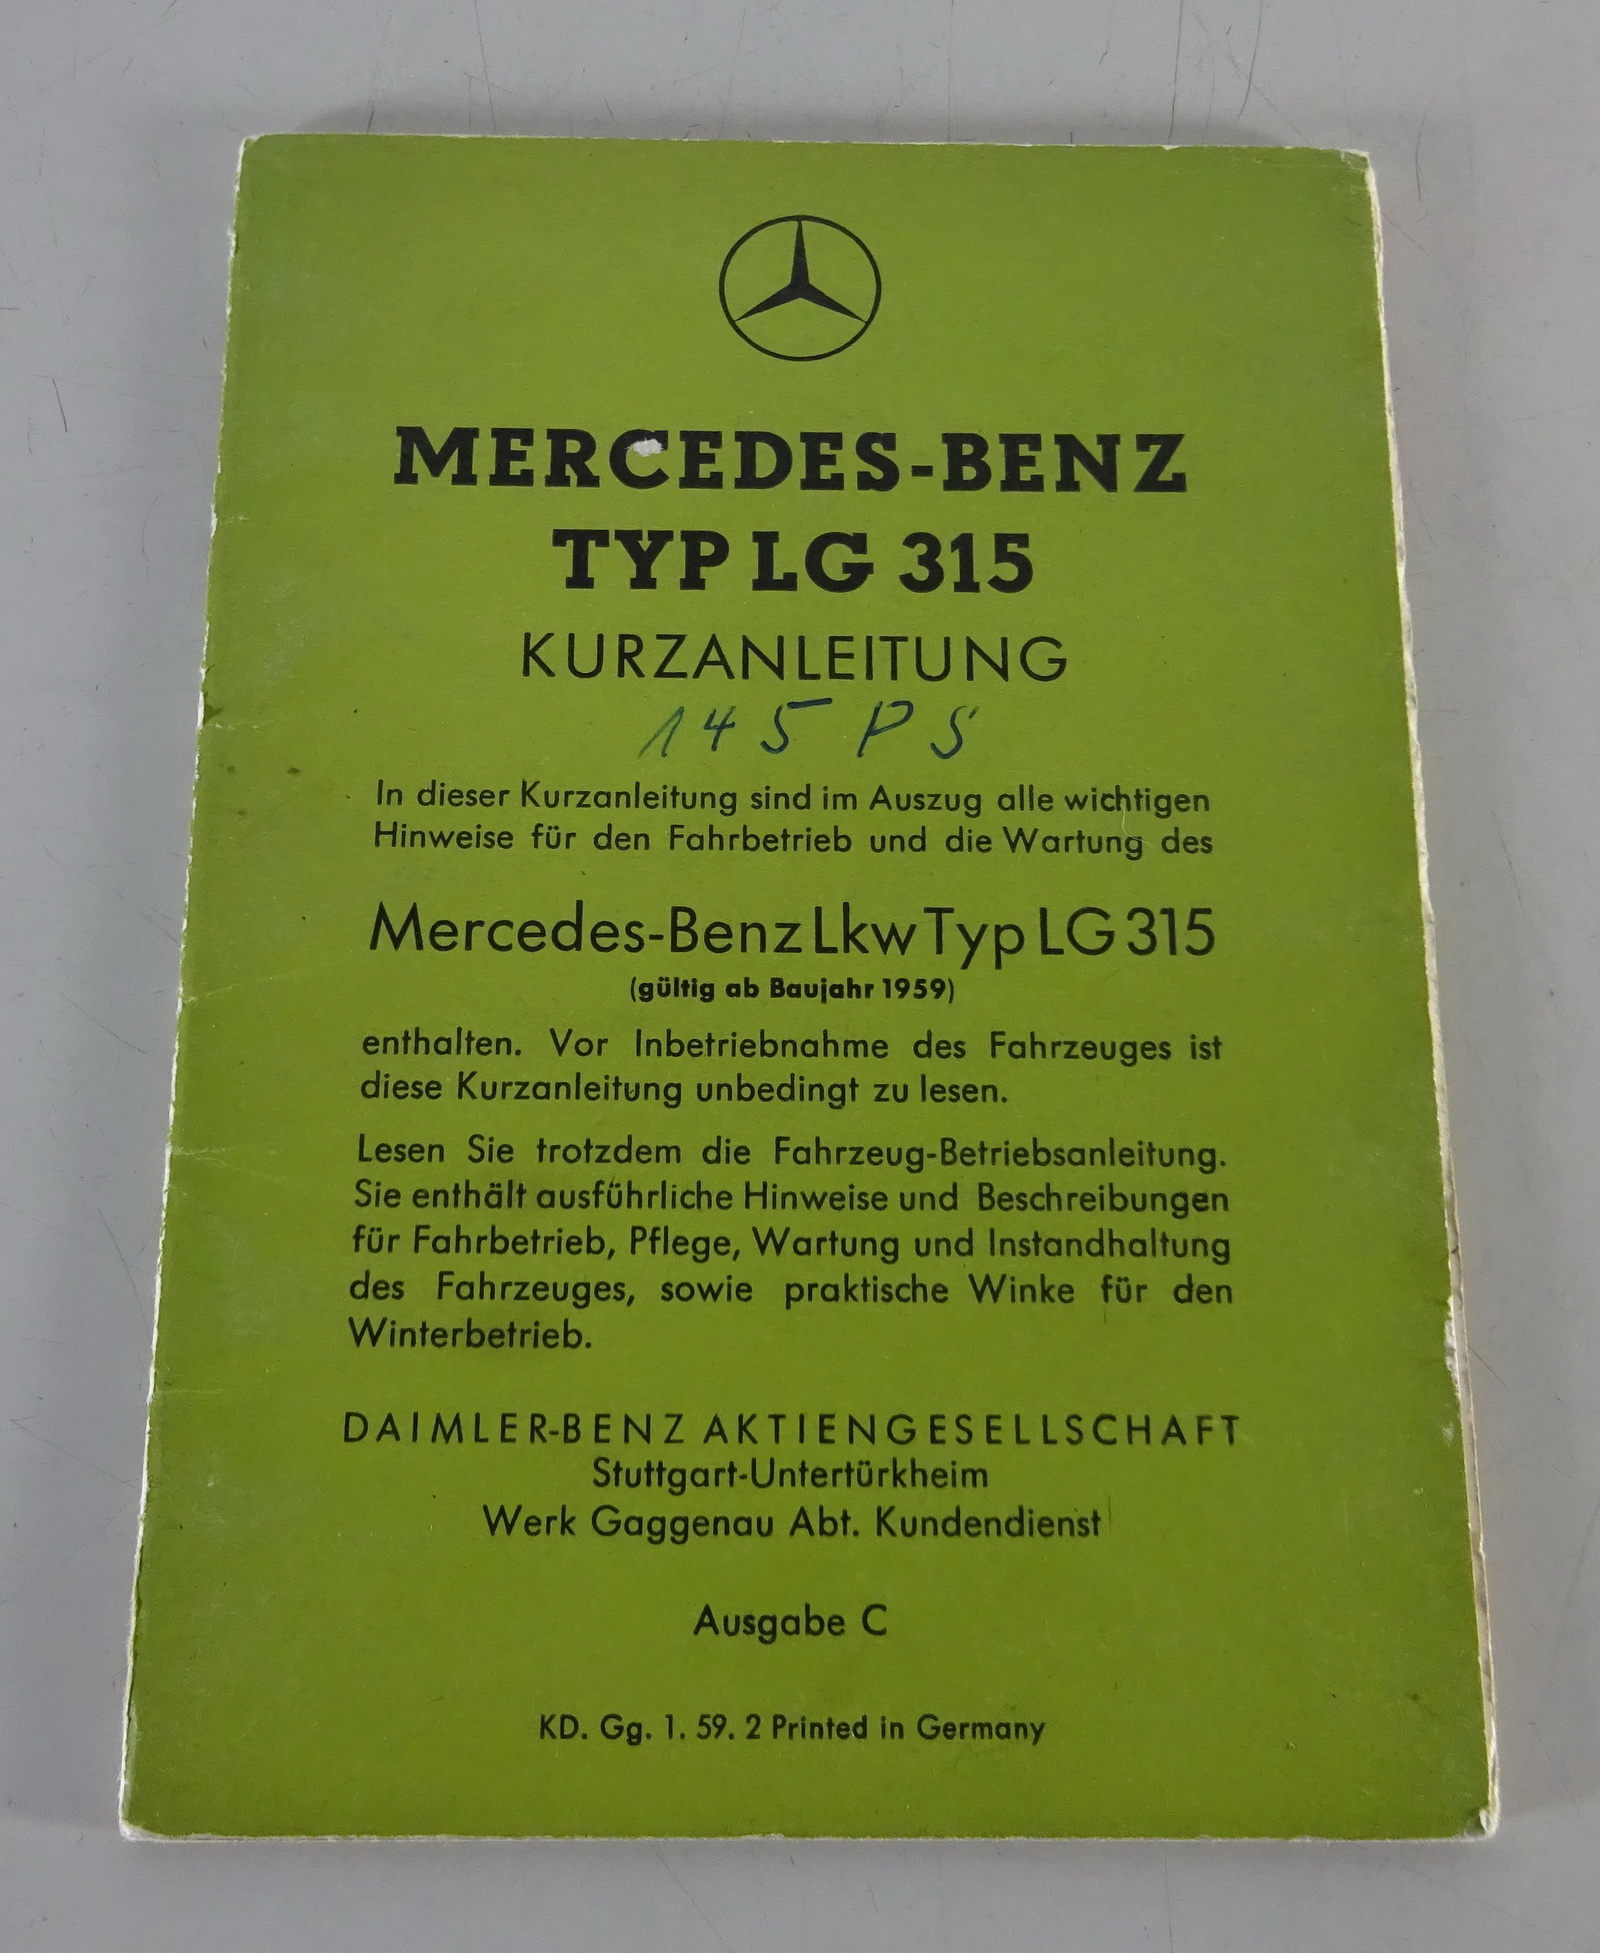 MERCEDES-BENZ
TYP LG 315
KURZANLEITUNG
145 PS
In dieser Kurzanleitung sind im Auszug alle wichtigen
Hinweise für den Fahrbetrieb und die Wartung des
Mercedes-Benz Lkw Typ LG 315
(gültig ab Baujahr 1959)
enthalten. Vor Inbetriebnahme des Fahrzeuges ist
diese Kurzanleitung unbedingt zu lesen.
Lesen Sie trotzdem die Fahrzeug-Betriebsanleitung.
Sie enthält ausführliche Hinweise und Beschreibungen
für Fahrbetrieb, Pflege, Wartung und Instandhaltung
des Fahrzeuges, sowie praktische Winke für den
Winterbetrieb.
DAIMLER-BENZ AKTIENGESELLSCHAFT
Stuttgart-Untertürkheim
Werk Gaggenau Abt. Kundendienst
Ausgabe C
KD. Gg. 1. 59. 2 Printed in Germany